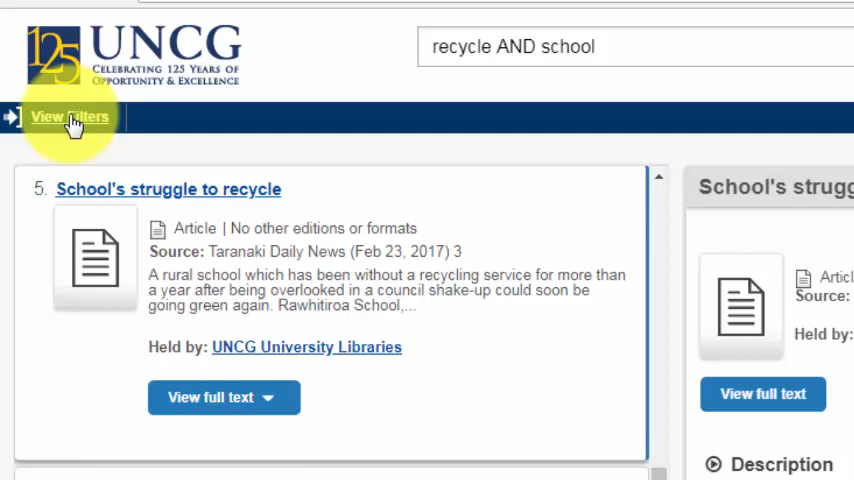 125 UNCG
CELEBRATING 125 YEARS OF
OPPORTUNITY & EXCELLENCE
recycle AND school
View Filters
5. School's struggle to recycle
Article | No other editions or formats
Source: Taranaki Daily News (Feb 23, 2017) 3
A rural school which has been without a recycling service for more than
a year after being overlooked in a council shake-up could soon be
going green again. Rawhitiroa School,...
Held by: UNCG University Libraries
View full text
School's strugg
Articl
Source:
Held by:
View full text
Description